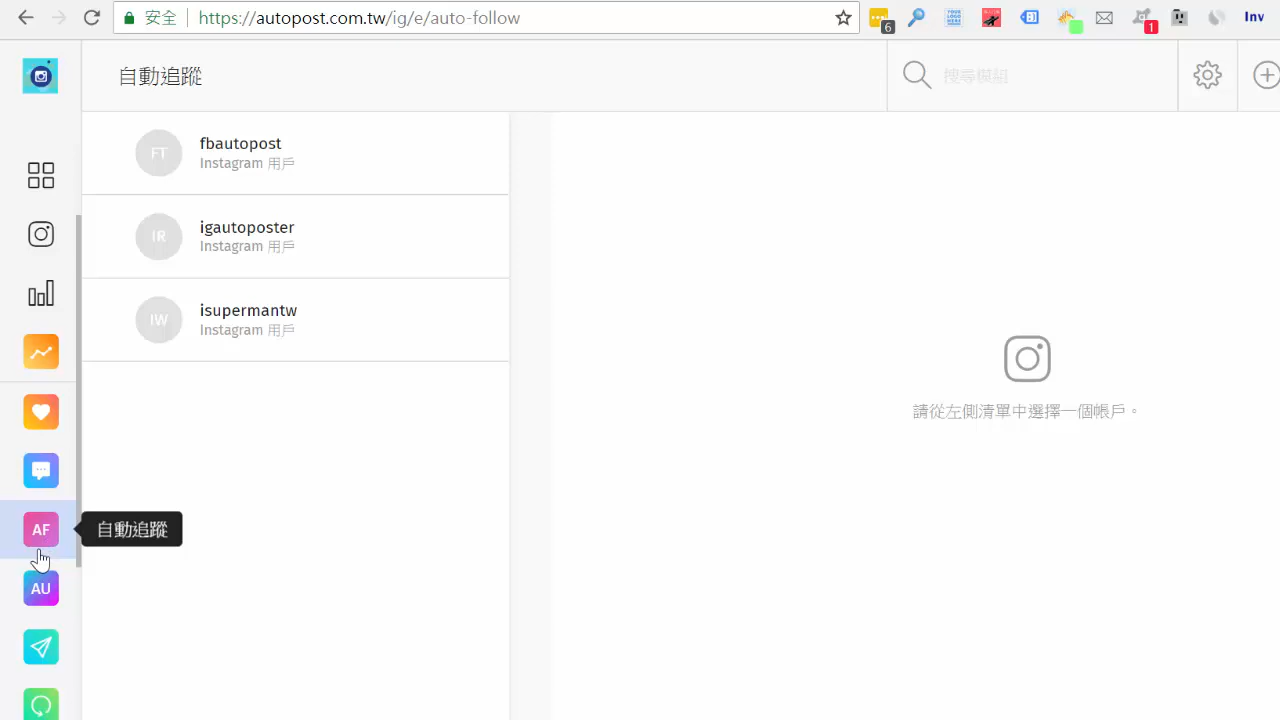 安全
https://autopost.com.tw/ig/e/auto-follow
6
1
Inv
自動追蹤
搜尋模組
FT
fbautopost
Instagram 用戶
IR
igautoposter
Instagram 用戶
IW
isupermantw
Instagram 用戶
請從左側清單中選擇一個帳戶。
AF
自動追蹤
AU